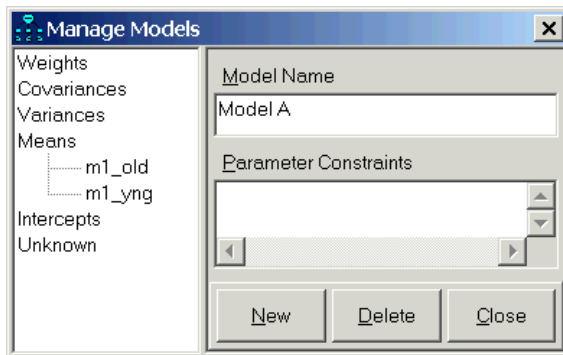 Manage Models
Weights
Covariances
Variances
Means
m1_old
m1_yng
Intercepts
Unknown
Model Name
Model A
Parameter Constraints
New
Delete
Close